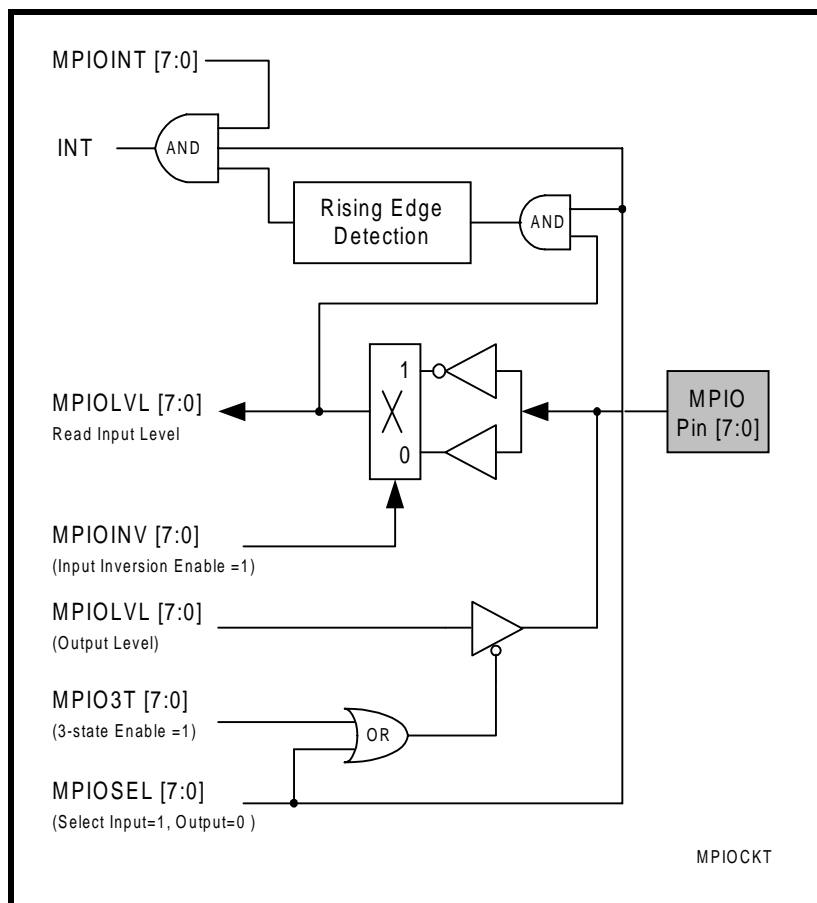 MPIOINT [7:0]
INT
AND
Rising Edge
Detection
AND
1
0
MPIOLVL [7:0]
Read Input Level
MPIO
Pin [7:0]
MPIOINV [7:0]
(Input Inversion Enable =1)
MPIOLVL [7:0]
(Output Level)
MPIO3T [7:0]
(3-state Enable =1)
OR
MPIOSEL [7:0]
(Select Input=1, Output=0 )
MPIOCKT